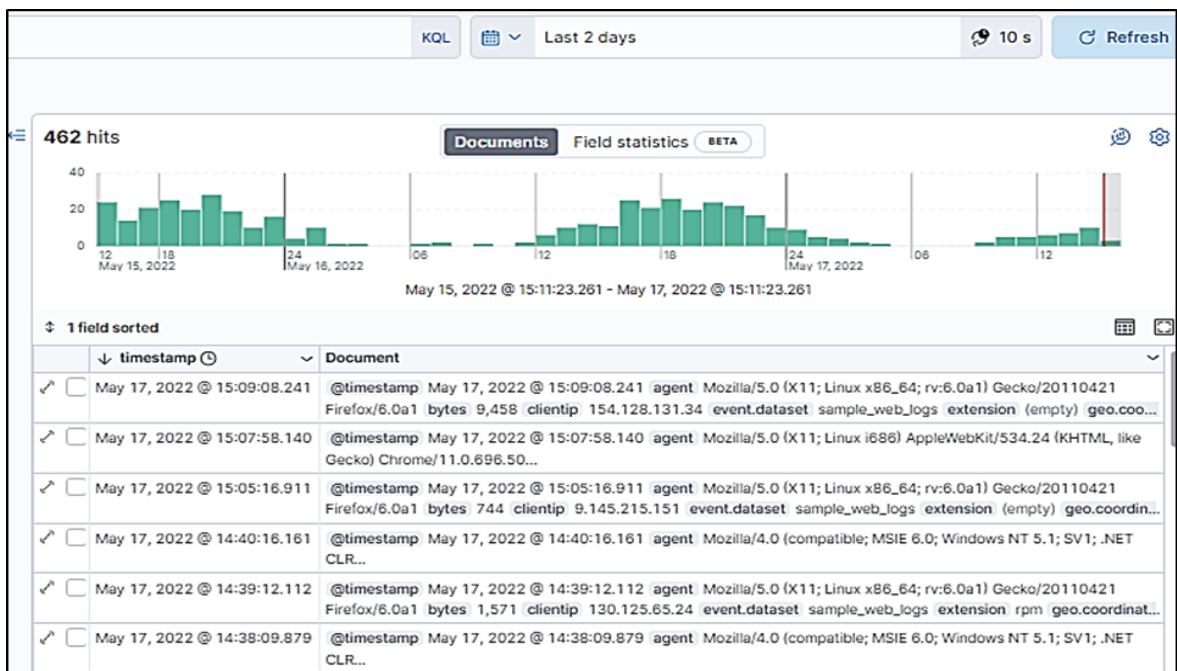 KQL Last 2 days 10 s Refresh
462 hits Documents Field statistics BETA
40
20
0
12 18 24 06 12 18 24 06 12
May 15, 2022 May 16, 2022 May 17, 2022
May 15, 2022 @ 15:11:23.261 - May 17, 2022 @ 15:11:23.261
1 field sorted
timestamp Document
May 17, 2022 @ 15:09:08.241 @timestamp May 17, 2022 @ 15:09:08.241 agent Mozilla/5.0 (X11; Linux x86_64; rv:6.0a1) Gecko/20110421
Firefox/6.0a1 bytes 9,458 clientip 154.128.131.34 event.dataset sample_web_logs extension (empty) geo.coo...
May 17, 2022 @ 15:07:58.140 @timestamp May 17, 2022 @ 15:07:58.140 agent Mozilla/5.0 (X11; Linux i686) AppleWebKit/534.24 (KHTML, like
Gecko) Chrome/11.0.696.50...
May 17, 2022 @ 15:05:16.911 @timestamp May 17, 2022 @ 15:05:16.911 agent Mozilla/5.0 (X11; Linux x86_64; rv:6.0a1) Gecko/20110421
Firefox/6.0a1 bytes 744 clientip 9.145.215.151 event.dataset sample_web_logs extension (empty) geo.coordin...
May 17, 2022 @ 14:40:16.161 @timestamp May 17, 2022 @ 14:40:16.161 agent Mozilla/4.0 (compatible; MSIE 6.0; Windows NT 5.1; SV1; .NET
CLR...
May 17, 2022 @ 14:39:12.112 @timestamp May 17, 2022 @ 14:39:12.112 agent Mozilla/5.0 (X11; Linux x86_64; rv:6.0a1) Gecko/20110421
Firefox/6.0a1 bytes 1,571 clientip 130.125.65.24 event.dataset sample_web_logs extension rpm geo.coordinat...
May 17, 2022 @ 14:38:09.879 @timestamp May 17, 2022 @ 14:38:09.879 agent Mozilla/4.0 (compatible; MSIE 6.0; Windows NT 5.1; SV1; .NET
CLR...